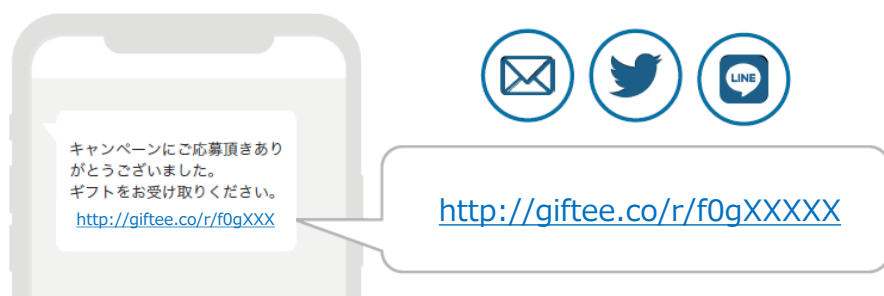 LINE
キャンペーンにご応募頂きあり
がとうございました。
ギフトをお受け取りください。
http://giftee.co/r/f0gXXX
http://giftee.co/r/f0gXXXXX